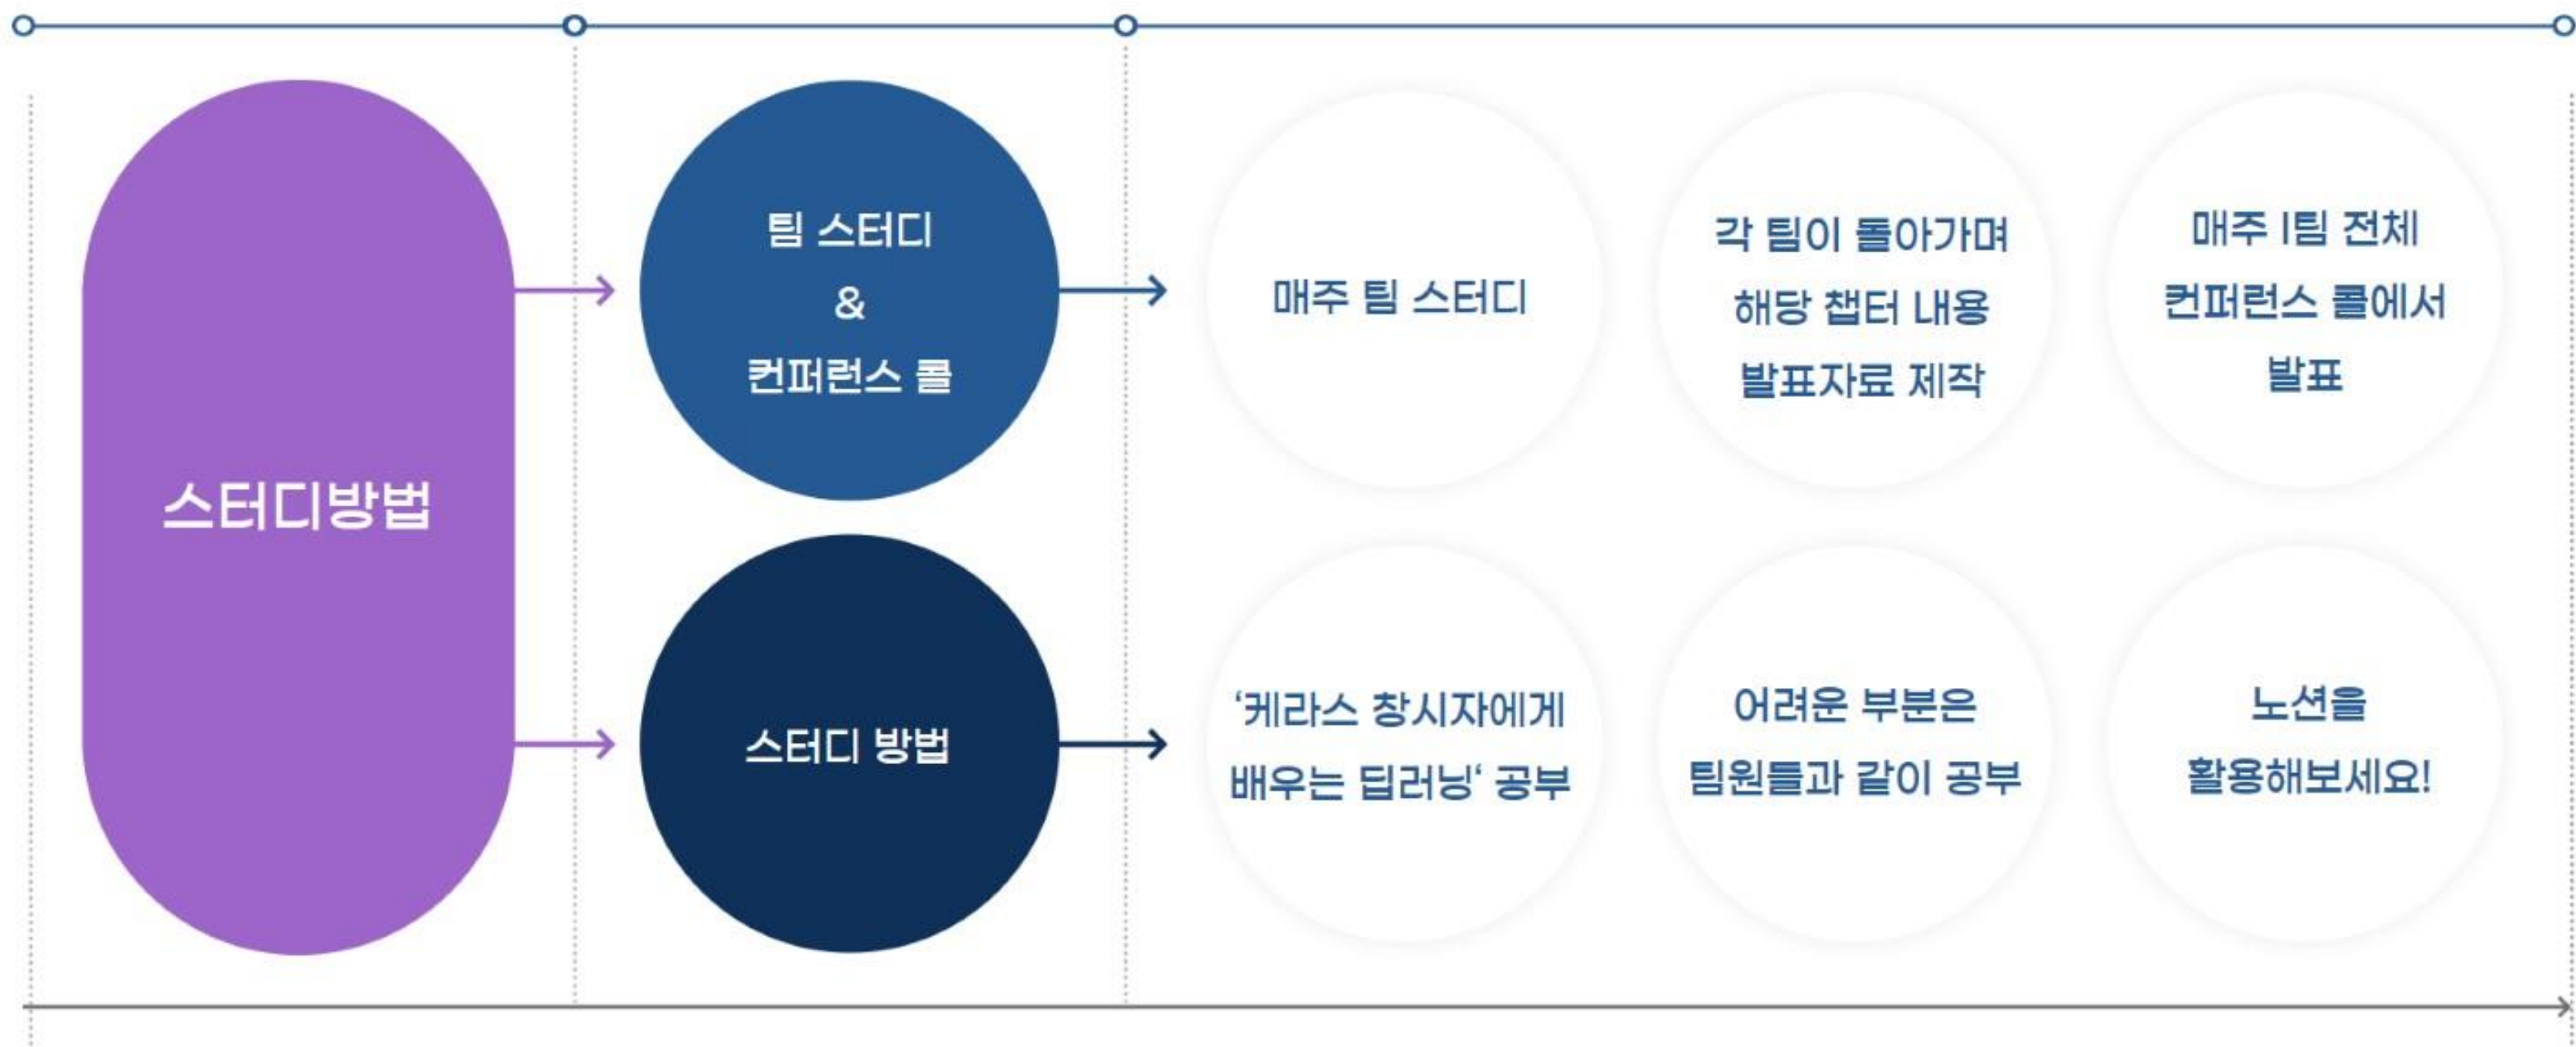 스터디방법
팀 스터디
&
컨퍼런스 콜
매주 팀 스터디
각 팀이 돌아가며
해당 챕터 내용
발표자료 제작
매주 I팀 전체
컨퍼런스 콜에서
발표
스터디 방법
‘케라스 창시자에게
배우는 딥러닝‘ 공부
어려운 부분은
팀원들과 같이 공부
노션을
활용해보세요!